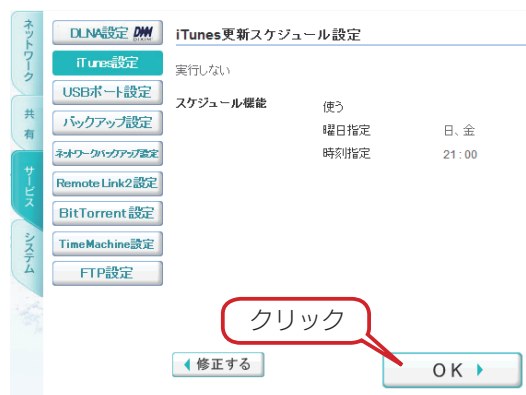 ネットワーク
共有
サービス
システム
DLNA設定
iTunes設定
USBポート設定
バックアップ設定
ネットワークバックアップ設定
RemoteLink2設定
BitTorrent設定
TimeMachine設定
FTP設定
iTunes更新スケジュール設定
実行しない
スケジュール機能 使う
曜日指定 日、金
時刻指定 21:00
クリック
修正する
OK